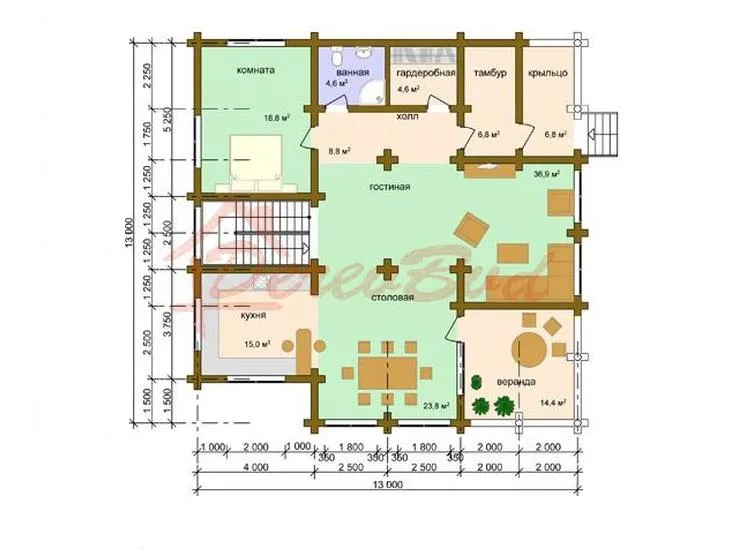 комната
18,8 м²
ванная
4,6 м²
гардеробная
4,6 м²
тамбур
6,8 м²
крыльцо
6,8 м²
холл
8,8 м²
гостиная
36,9 м²
DerevBud
столовая
23,8 м²
кухня
15,0 м²
веранда
14,4 м²
2 250
1 750
5 250
1 250
1 250
2 500
1 250
13 000
3 750
2 500
1 500
1 500
1 000
2 000
1 000
1 800
1 800
2 000
2 000
350
350
350
350
4 000
2 500
2 500
2 000
2 000
13 000